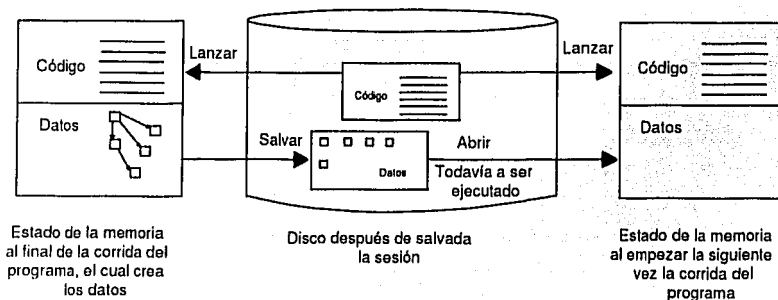 Código
Datos
Lanzar
Salvar
Código
Datos
Lanzar
Abrir
Todavía a ser
ejecutado
Código
Datos
Estado de la memoria
al final de la corrida del
programa, el cual crea
los datos
Disco después de salvada
la sesión
Estado de la memoria
al empezar la siguiente
vez la corrida del
programa